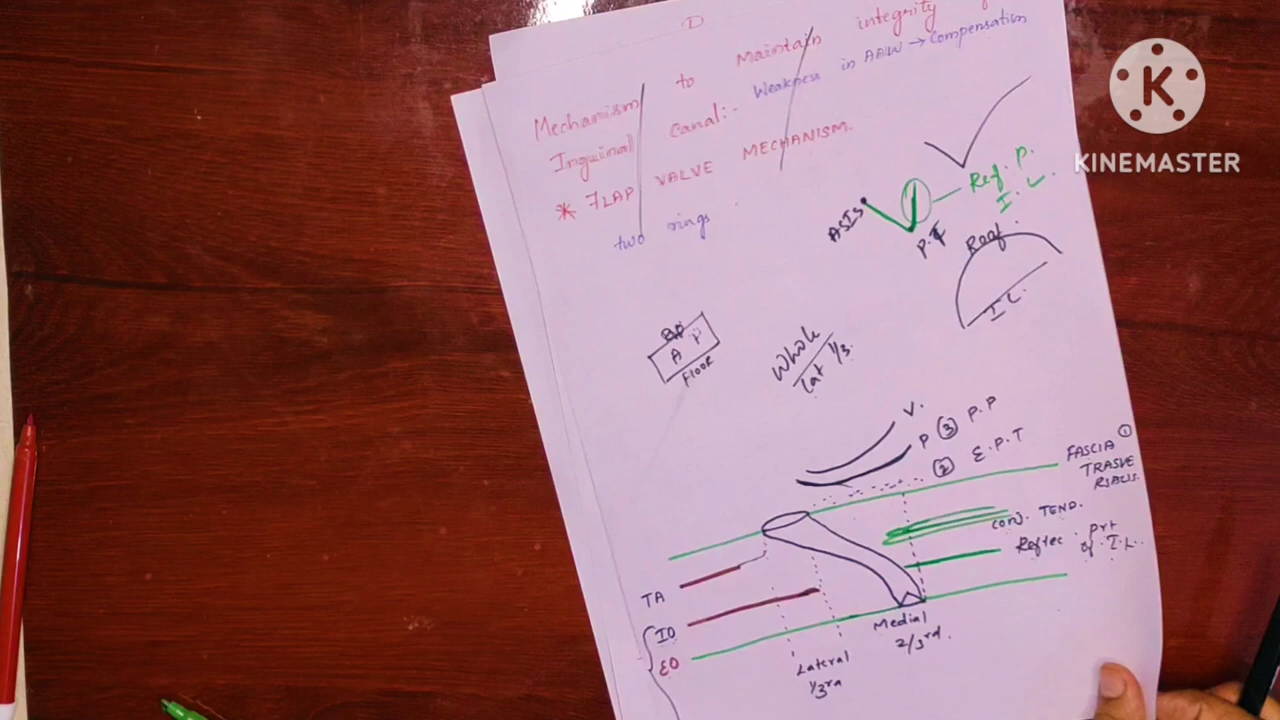 ①
Mechanism to Maintain integrity
Inguinal Canal:- Weakness in AAW → Compensation
* FLAP VALVE MECHANISM.
two rings
KINEMASTER
Ref. P.
I. L.
ASIS
Roof
I L.
A P
FLOOR
Whole
Lat 1/3.
V.
P ③ P.P
② E.P.T
FASCIA ①
TRASVE
RSALIS.
Conj. TEND.
Reflec. Prt
of. I.L.
TA
IO
EO
Medial
2/3rd.
Lateral